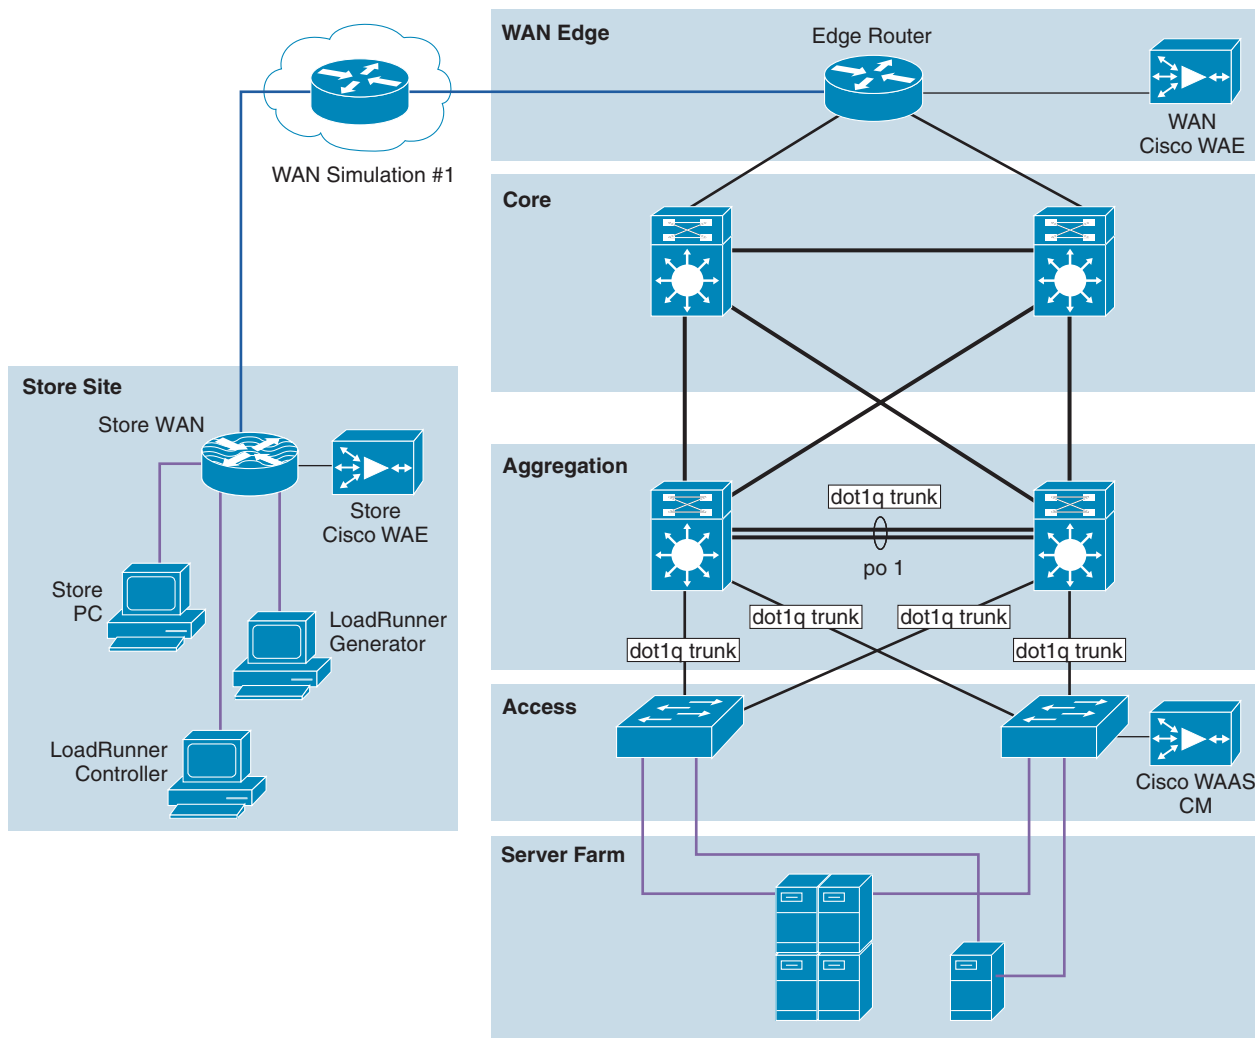 WAN Edge
Edge Router
WAN
Cisco WAE
WAN Simulation #1
Core
Store Site
Store WAN
Store
Cisco WAE
Store
PC
LoadRunner
Generator
LoadRunner
Controller
Aggregation
dot1q trunk
po 1
dot1q trunk
dot1q trunk
dot1q trunk
dot1q trunk
Access
Cisco WAAS
CM
Server Farm